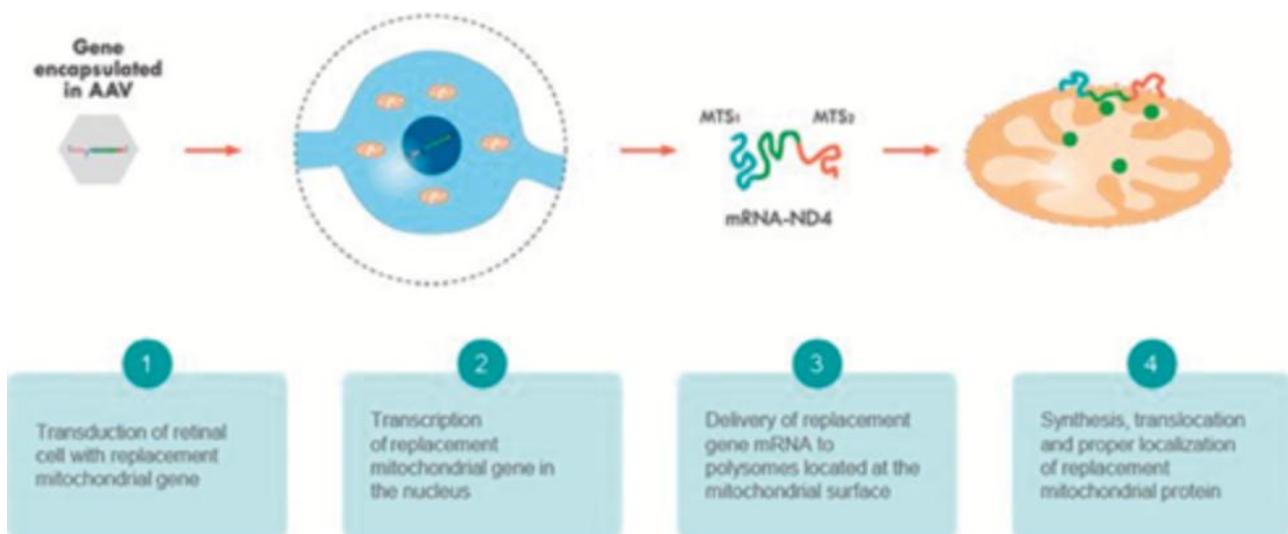 Gene
encapsulated
in AAV
MTS₁
MTS₂
mRNA-ND4
1
Transduction of retinal
cell with replacement
mitochondrial gene
2
Transcription
of replacement
mitochondrial gene in
the nucleus
3
Delivery of replacement
gene mRNA to
polysomes located at the
mitochondrial surface
4
Synthesis, translocation
and proper localization
of replacement
mitochondrial protein